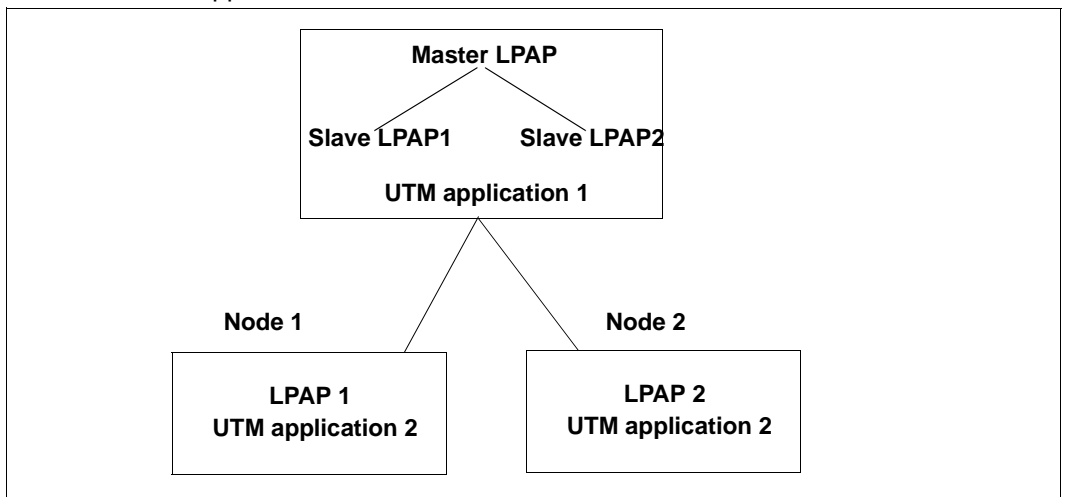 Master LPAP
Slave LPAP1 Slave LPAP2
UTM application 1
Node 1 Node 2
LPAP 1 LPAP 2
UTM application 2 UTM application 2